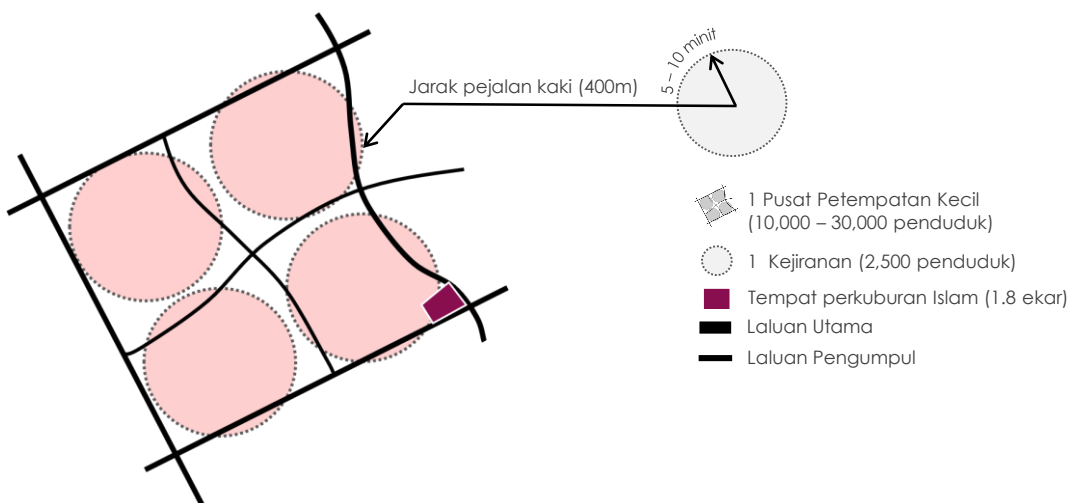 5 – 10 minit
Jarak pejalan kaki (400m)
1 Pusat Petempatan Kecil
(10,000 – 30,000 penduduk)
1 Kejiranan (2,500 penduduk)
Tempat perkuburan Islam (1.8 ekar)
Laluan Utama
Laluan Pengumpul